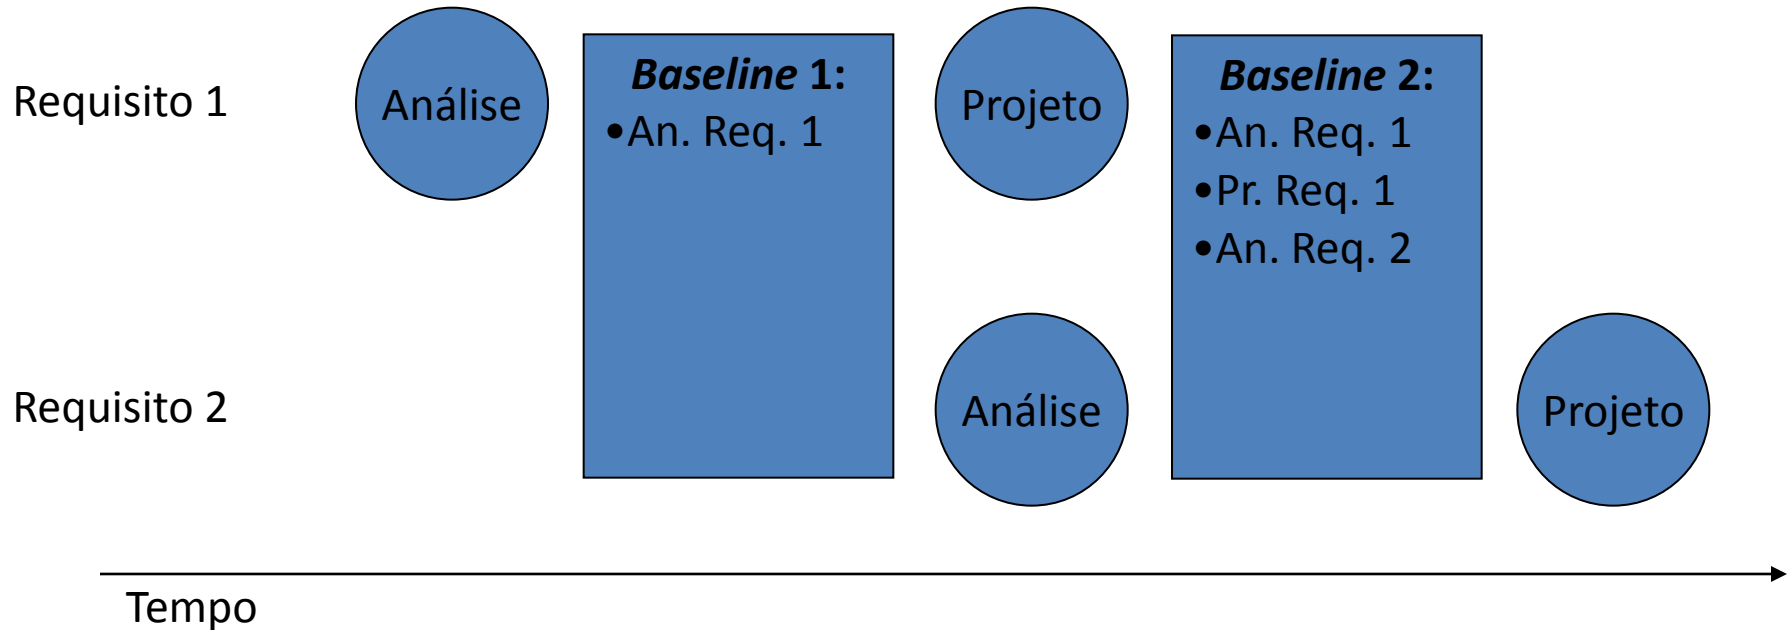 Requisito 1
Análise
Baseline 1:
•An. Req. 1
Projeto
Baseline 2:
•An. Req. 1
•Pr. Req. 1
•An. Req. 2
Requisito 2
Análise
Projeto
Tempo